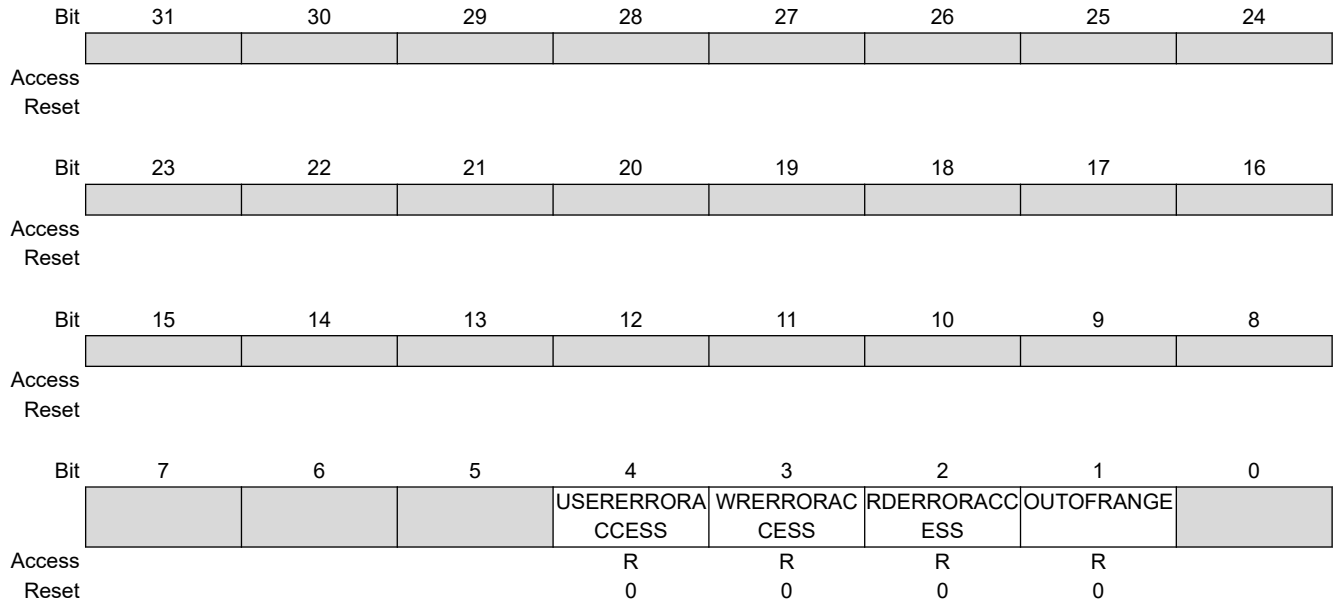 Bit 31 30 29 28 27 26 25 24
Access
Reset
Bit 23 22 21 20 19 18 17 16
Access
Reset
Bit 15 14 13 12 11 10 9 8
Access
Reset
Bit 7 6 5 4 3 2 1 0
USERERRORA WRERRORAC RDERRORACC OUTOFRANGE
CCESS CESS ESS
Access R R R R
Reset 0 0 0 0